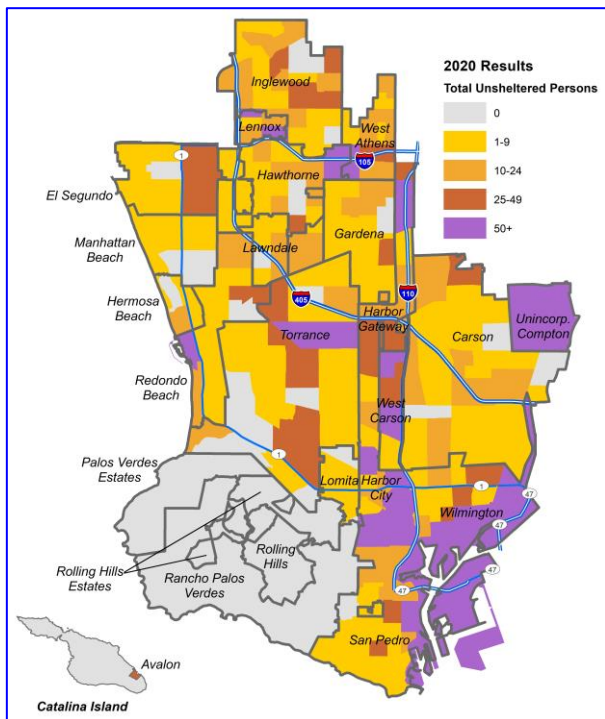 2020 Results
Total Unsheltered Persons
0
1-9
10-24
25-49
50+
Inglewood
Lennox
West
Athens
105
1
Hawthorne
El Segundo
Manhattan
Beach
Lawndale
Gardena
Hermosa
Beach
405
110
Harbor
Gateway
Carson
Unincorp.
Compton
Torrance
Redondo
Beach
West
Carson
Palos Verdes
Estates
1
Lomita
Harbor
City
1
47
Wilmington
47
47
Rolling
Hills
Rolling Hills
Estates
Rancho Palos
Verdes
47
San Pedro
Avalon
Catalina Island